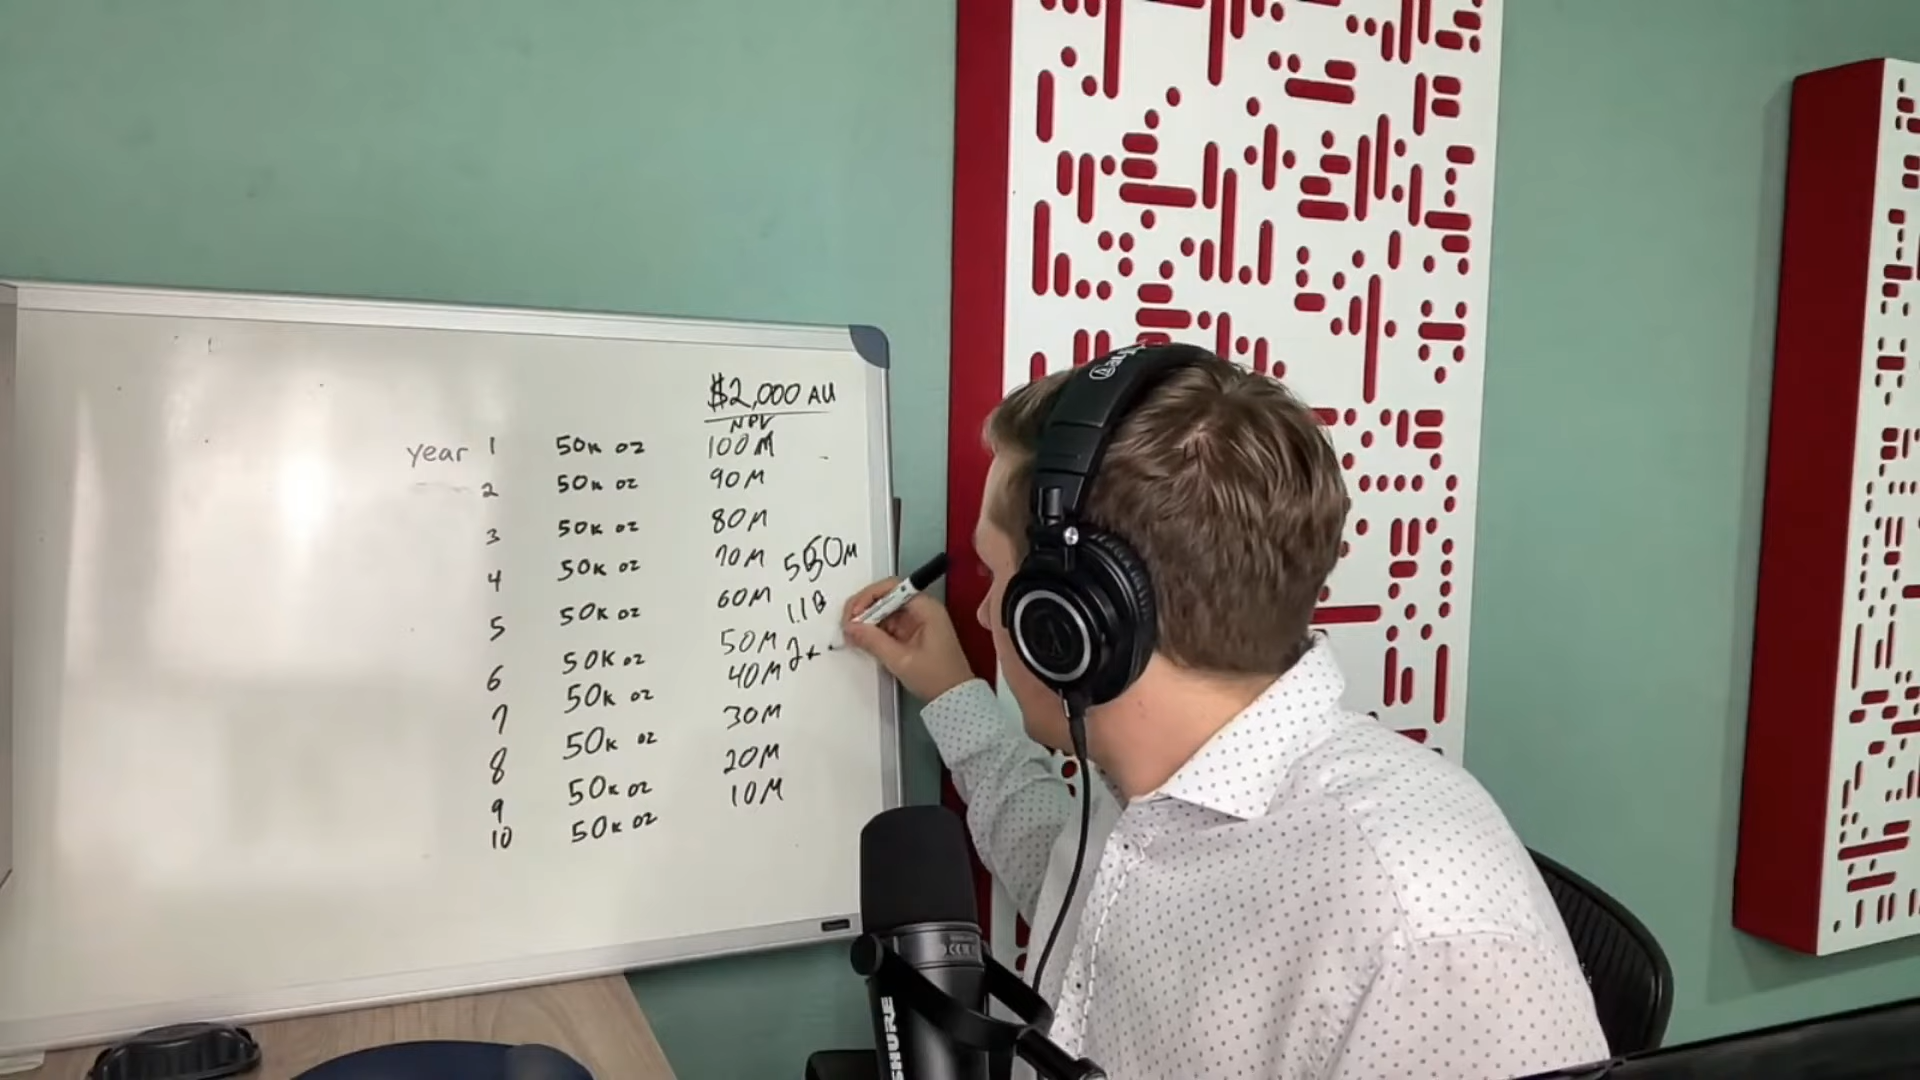 $2,000 AU
NPV
year 1 50K oz 100M
2 50K oz 90M
3 50K oz 80M
4 50K oz 70M 550M
5 50K oz 60M 1.1B
6 50K oz 50M 2x
7 50K oz 40M
8 50K oz 30M
9 50K oz 20M
10 50K oz 10M
SHURE